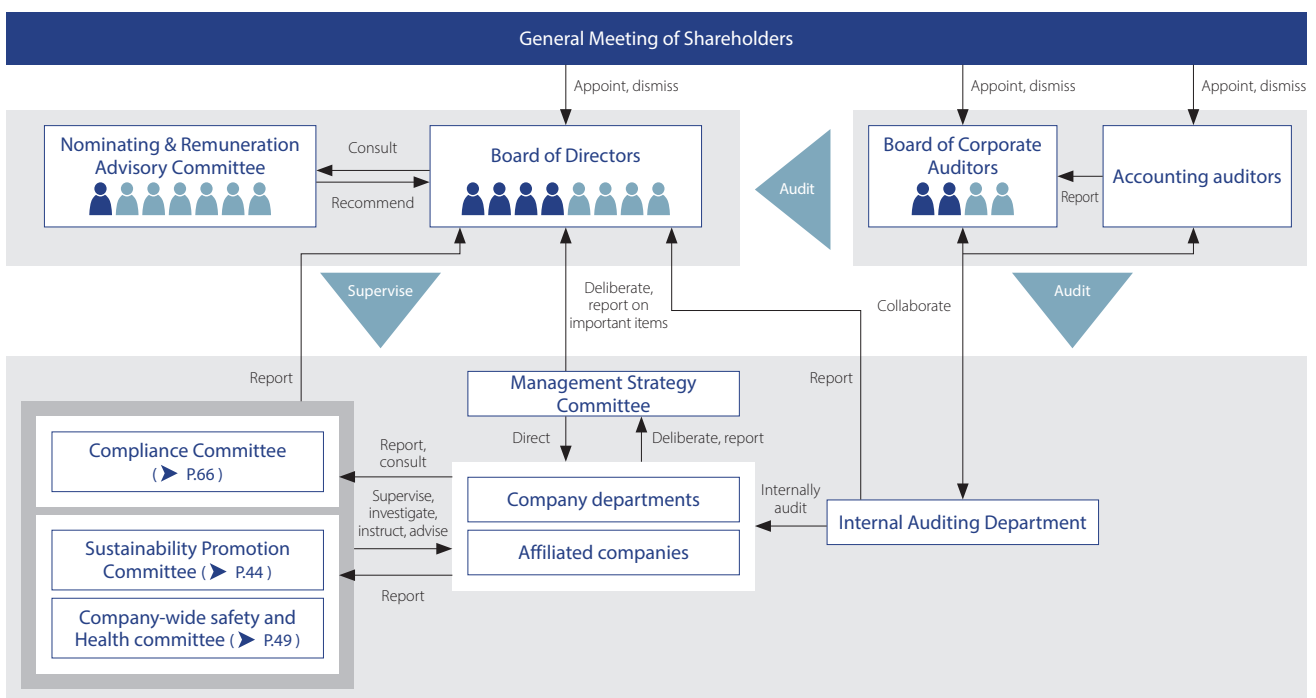 General Meeting of Shareholders
Appoint, dismiss
Appoint, dismiss
Appoint, dismiss
Nominating & Remuneration
Advisory Committee
Consult
Recommend
Board of Directors
Audit
Board of Corporate
Auditors
Report
Accounting auditors
Supervise
Deliberate,
report on
important items
Collaborate
Audit
Report
Management Strategy
Committee
Report
Direct
Deliberate, report
Compliance Committee
(➤ P.66)
Report,
consult
Supervise,
investigate,
instruct, advise
Company departments
Affiliated companies
Internally
audit
Internal Auditing Department
Sustainability Promotion
Committee (➤ P.44)
Report
Company-wide safety and
Health committee (➤ P.49)